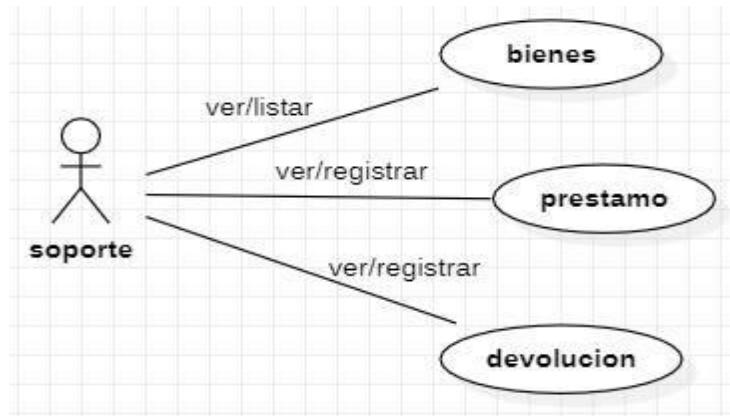 bienes
ver/listar
ver/registrar
prestamo
soporte
ver/registrar
devolucion